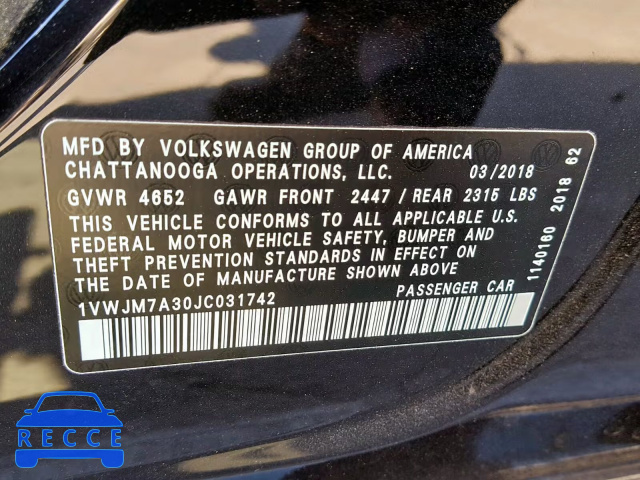 MFD BY VOLKSWAGEN GROUP OF AMERICA
CHATTANOOGA OPERATIONS, LLC. 03/2018
GVWR 4652 GAWR FRONT 2447 / REAR 2315 LBS
THIS VEHICLE CONFORMS TO ALL APPLICABLE U.S.
FEDERAL MOTOR VEHICLE SAFETY, BUMPER AND
THEFT PREVENTION STANDARDS IN EFFECT ON
THE DATE OF MANUFACTURE SHOWN ABOVE
1VWJM7A30JC031742 PASSENGER CAR
1140160 2018 62
RECCE